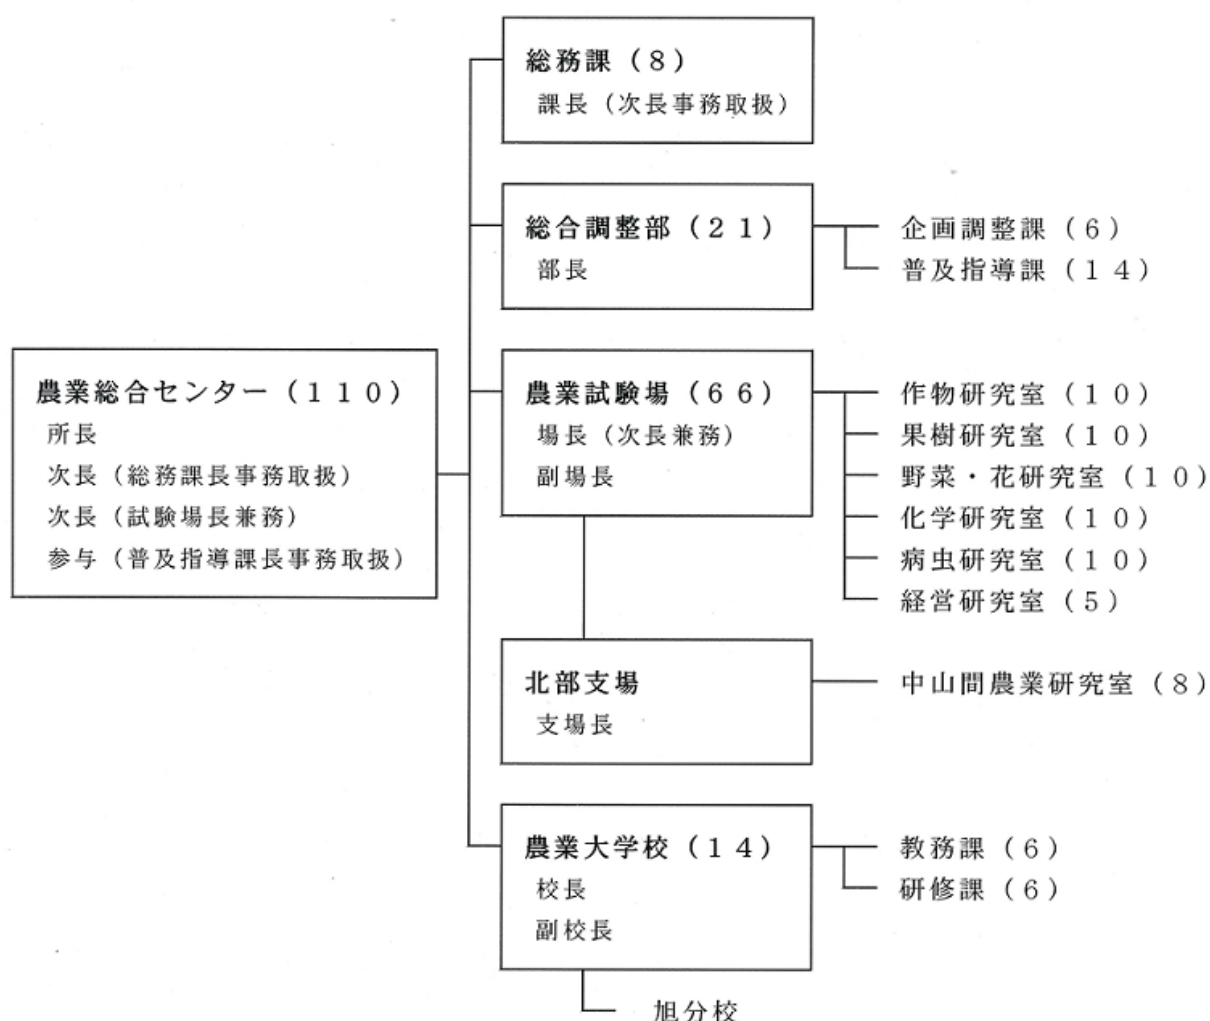 総務課（８）
課長（次長事務取扱）
総合調整部（２１）
部長
企画調整課（６）
普及指導課（１４）
農業総合センター（１１０）
所長
次長（総務課長事務取扱）
次長（試験場長兼務）
参与（普及指導課長事務取扱）
農業試験場（６６）
場長（次長兼務）
副場長
作物研究室（１０）
果樹研究室（１０）
野菜・花研究室（１０）
化学研究室（１０）
病虫研究室（１０）
経営研究室（５）
北部支場
支場長
中山間農業研究室（８）
農業大学校（１４）
校長
副校長
教務課（６）
研修課（６）
旭分校